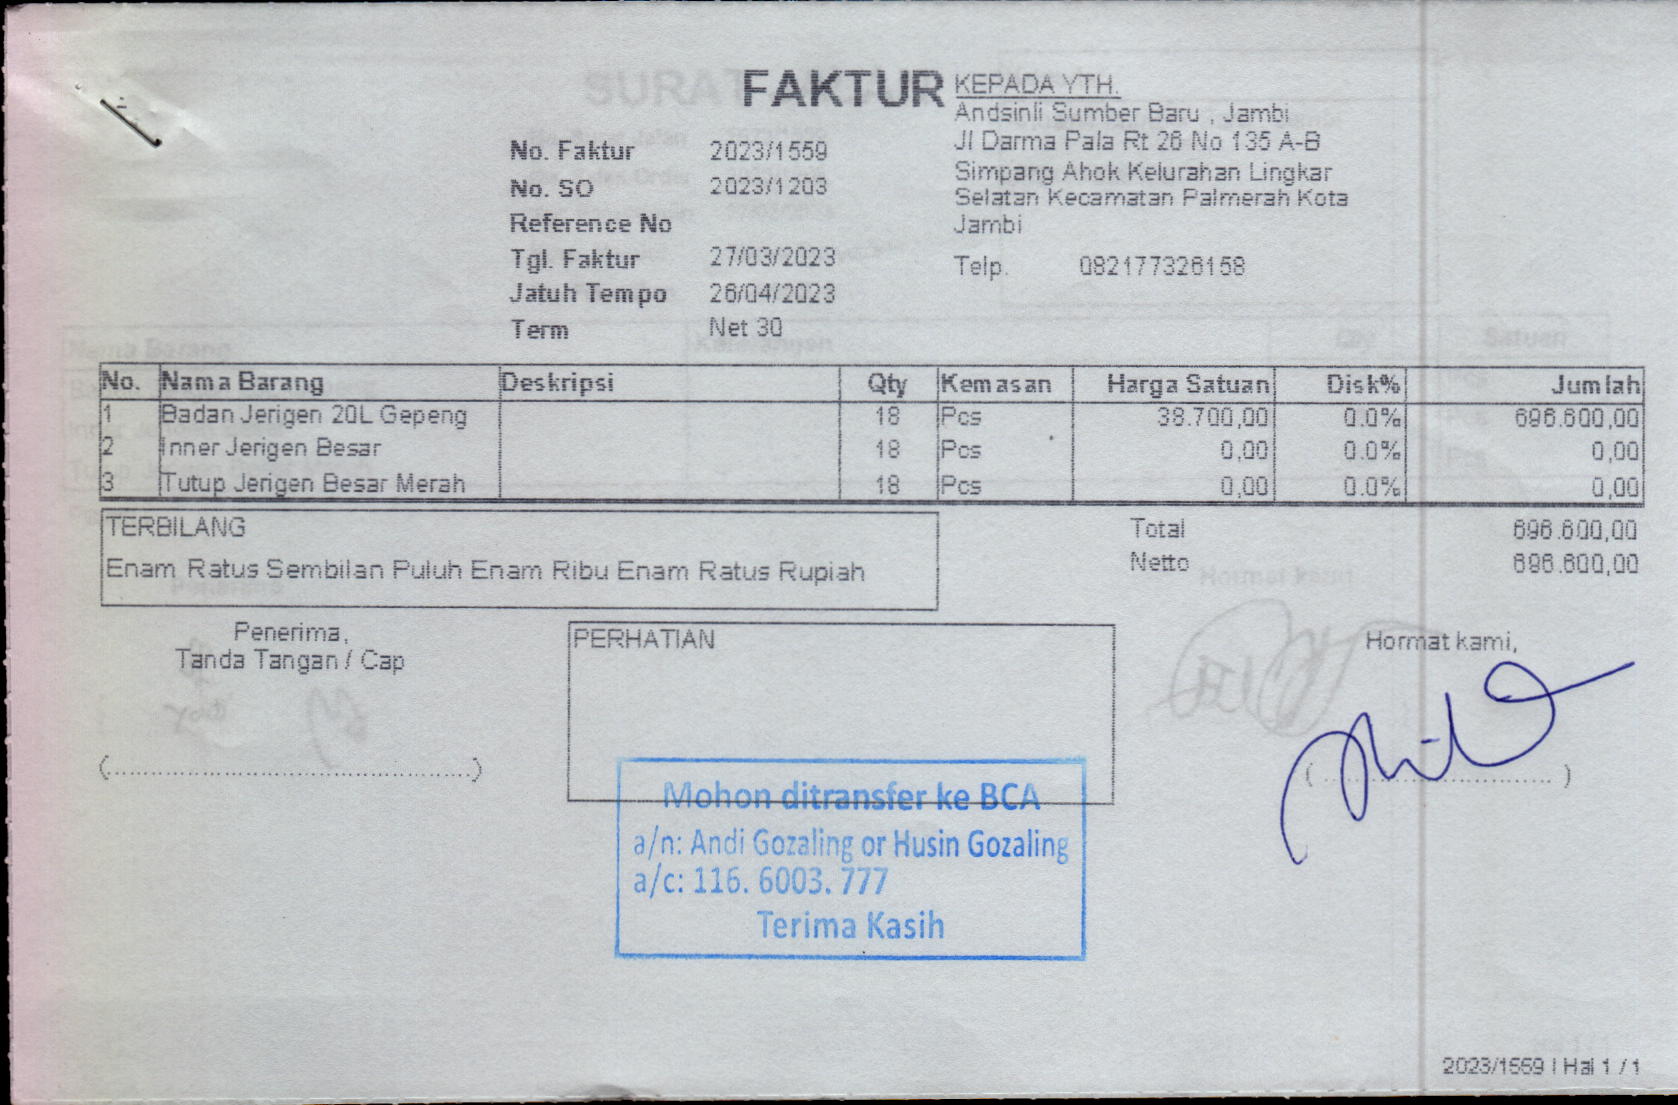 FAKTUR
KEPADA YTH.
Andsinli Sumber Baru , Jambi
Jl Darma Pala Rt 26 No 135 A-B
Simpang Ahok Kelurahan Lingkar
Selatan Kecamatan Palmerah Kota
Jambi
Telp. 082177326158
No. Faktur 2023/1559
No. SO 2023/1203
Reference No
Tgl. Faktur 27/03/2023
Jatuh Tempo 26/04/2023
Term Net 30
No. Nama Barang Deskripsi Qty Kemasan Harga Satuan Disk% Jumlah
1 Badan Jerigen 20L Gepeng 18 Pcs 38.700,00 0.0% 696.600,00
2 Inner Jerigen Besar 18 Pcs 0,00 0.0% 0,00
3 Tutup Jerigen Besar Merah 18 Pcs 0,00 0.0% 0,00
TERBILANG
Enam Ratus Sembilan Puluh Enam Ribu Enam Ratus Rupiah
Total 696.600,00
Netto 696.600,00
Penerima,
Tanda Tangan / Cap
(.................................................)
PERHATIAN
Hormat kami,
( ............................... )
Mohon ditransfer ke BCA
a/n: Andi Gozaling or Husin Gozaling
a/c: 116. 6003. 777
Terima Kasih
2023/1559 | Hal 1 / 1